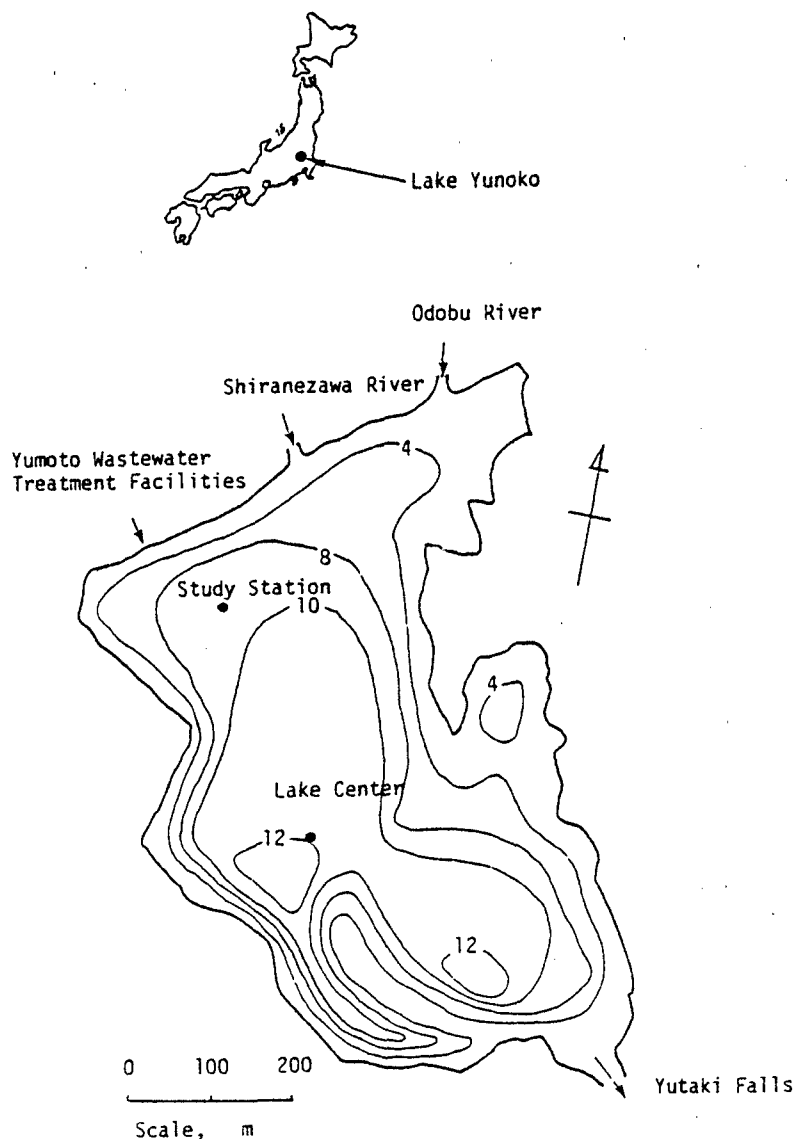 Lake Yunoko
Odobu River
Shiranezawa River
Yumoto Wastewater
Treatment Facilities
4
8
Study Station
10
4
Lake Center
12
12
0 100 200
Yutaki Falls
Scale, m